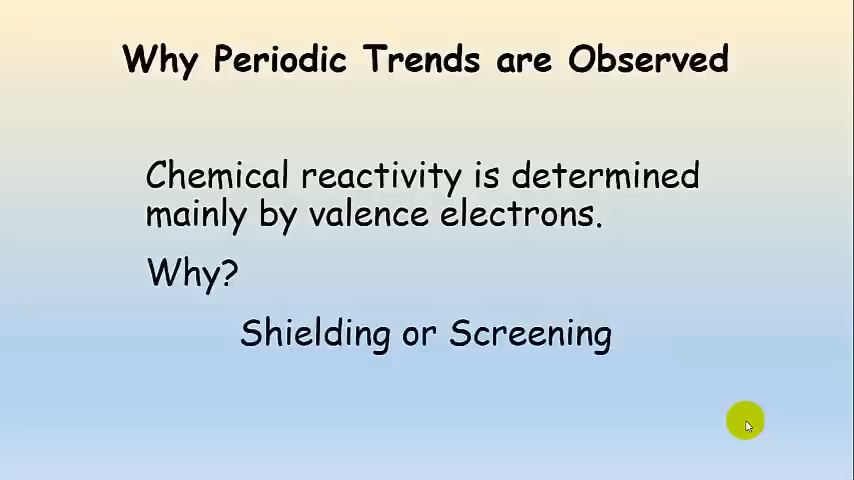 Why Periodic Trends are Observed
Chemical reactivity is determined
mainly by valence electrons.
Why?
Shielding or Screening